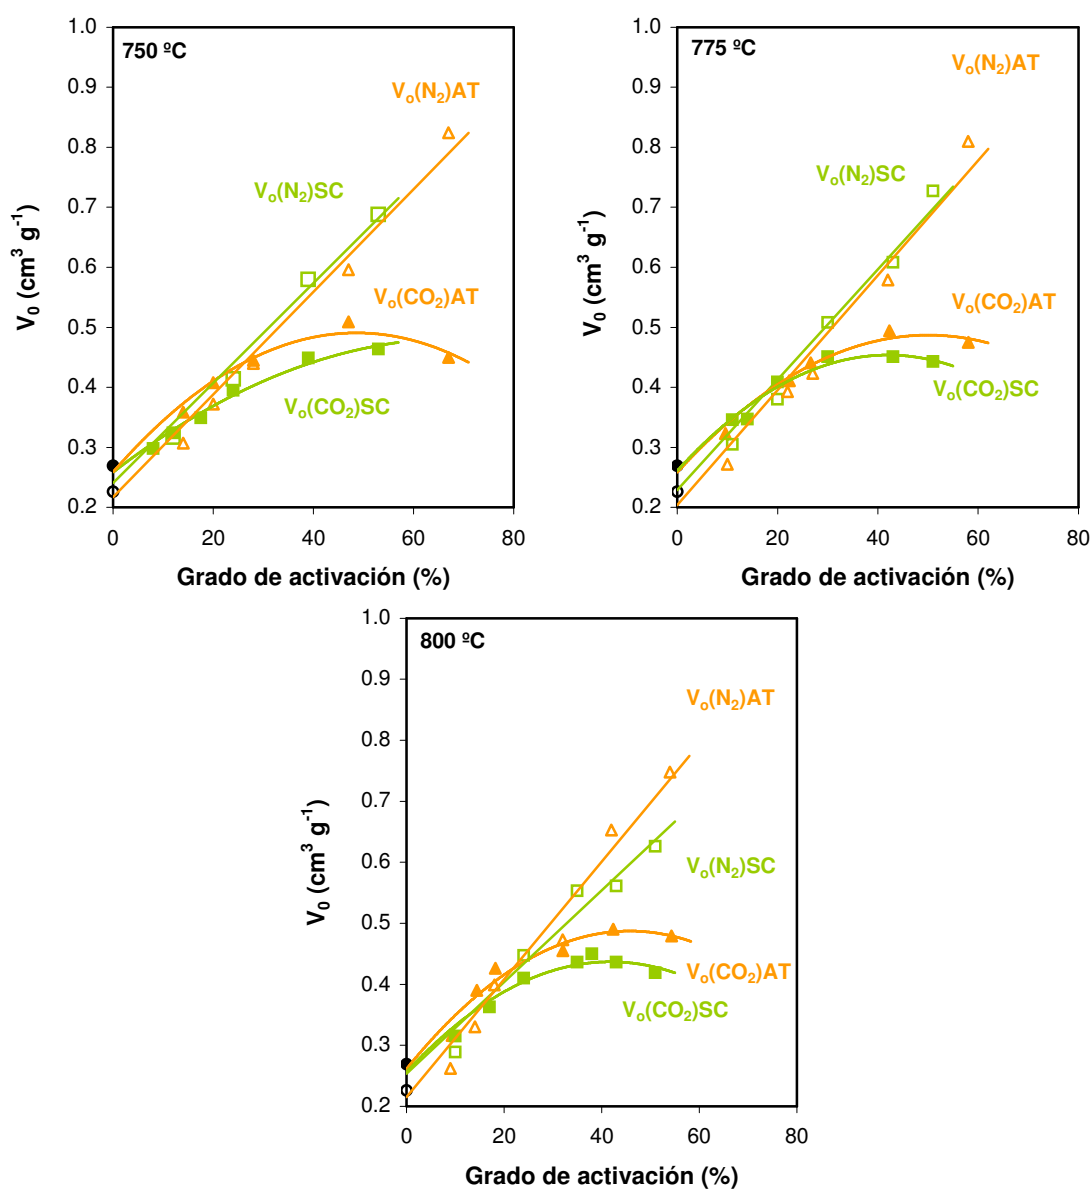 750 ºC
V₀ (cm³ g⁻¹)
1.0
0.9
0.8
0.7
0.6
0.5
0.4
0.3
0.2
Vₒ(N₂)AT
Vₒ(N₂)SC
Vₒ(CO₂)AT
Vₒ(CO₂)SC
0 20 40 60 80
Grado de activación (%)
775 ºC
V₀ (cm³ g⁻¹)
1.0
0.9
0.8
0.7
0.6
0.5
0.4
0.3
0.2
Vₒ(N₂)AT
Vₒ(N₂)SC
Vₒ(CO₂)AT
Vₒ(CO₂)SC
0 20 40 60 80
Grado de activación (%)
800 ºC
V₀ (cm³ g⁻¹)
1.0
0.9
0.8
0.7
0.6
0.5
0.4
0.3
0.2
Vₒ(N₂)AT
Vₒ(N₂)SC
Vₒ(CO₂)AT
Vₒ(CO₂)SC
0 20 40 60 80
Grado de activación (%)